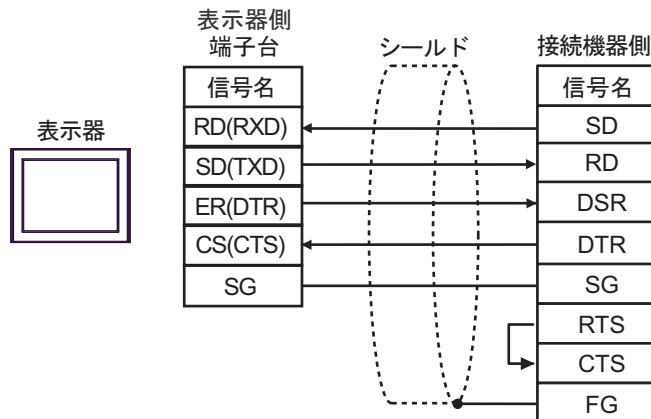 表示器側
端子台
シールド
接続機器側
表示器
信号名
RD(RXD)
SD(TXD)
ER(DTR)
CS(CTS)
SG
信号名
SD
RD
DSR
DTR
SG
RTS
CTS
FG